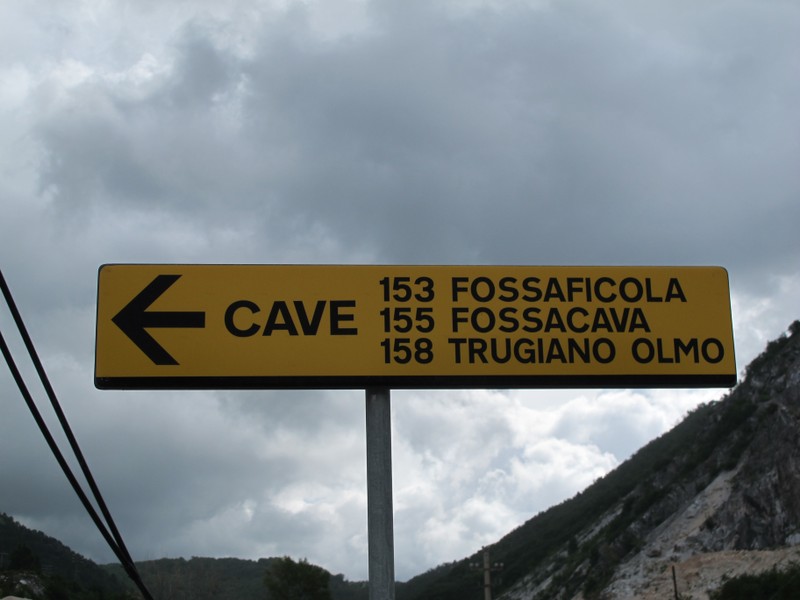 CAVE
153 FOSSAFICOLA
155 FOSSACAVA
158 TRUGIANO OLMO